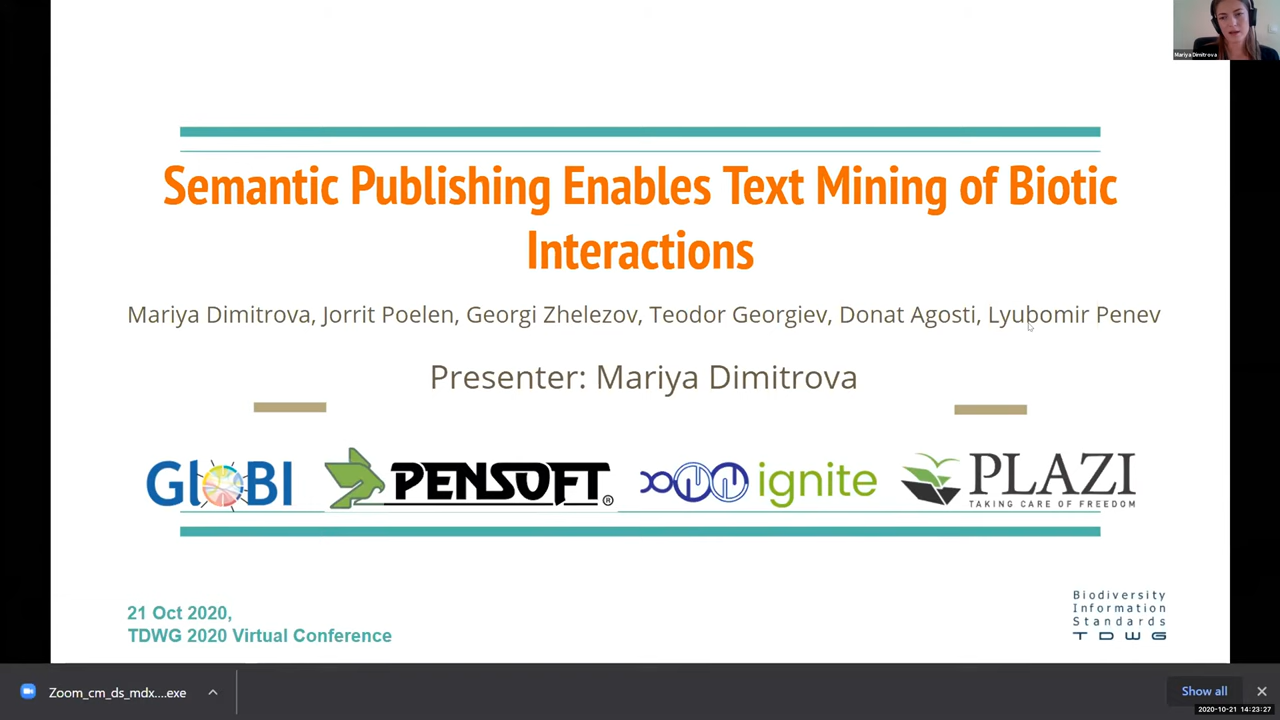 Mariya Dimitrova
Semantic Publishing Enables Text Mining of Biotic
Interactions
Mariya Dimitrova, Jorrit Poelen, Georgi Zhelezov, Teodor Georgiev, Donat Agosti, Lyubomir Penev
Presenter: Mariya Dimitrova
GLOBI
PENSOFT®
ignite
PLAZI
TAKING CARE OF FREEDOM
21 Oct 2020,
TDWG 2020 Virtual Conference
Biodiversity
Information
Standards
TDWG
Zoom_cm_ds_mdx....exe
Show all
2020-10-21 14:23:27